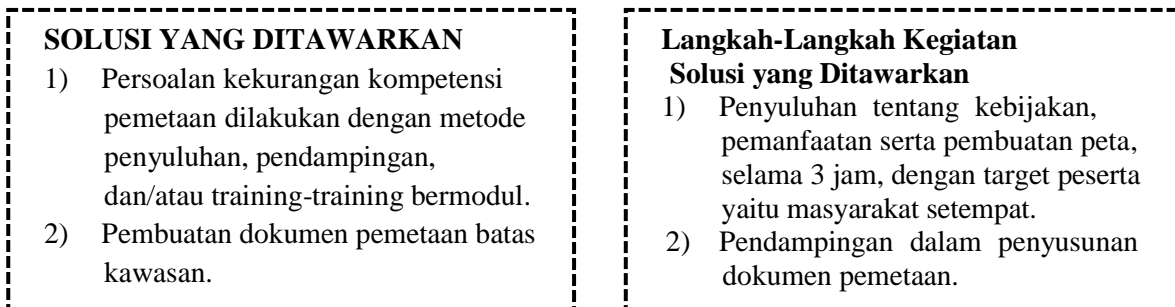 SOLUSI YANG DITAWARKAN
1) Persoalan kekurangan kompetensi
pemetaan dilakukan dengan metode
penyuluhan, pendampingan,
dan/atau training-training bermodul.
2) Pembuatan dokumen pemetaan batas
kawasan.
Langkah-Langkah Kegiatan
Solusi yang Ditawarkan
1) Penyuluhan tentang kebijakan,
pemanfaatan serta pembuatan peta,
selama 3 jam, dengan target peserta
yaitu masyarakat setempat.
2) Pendampingan dalam penyusunan
dokumen pemetaan.